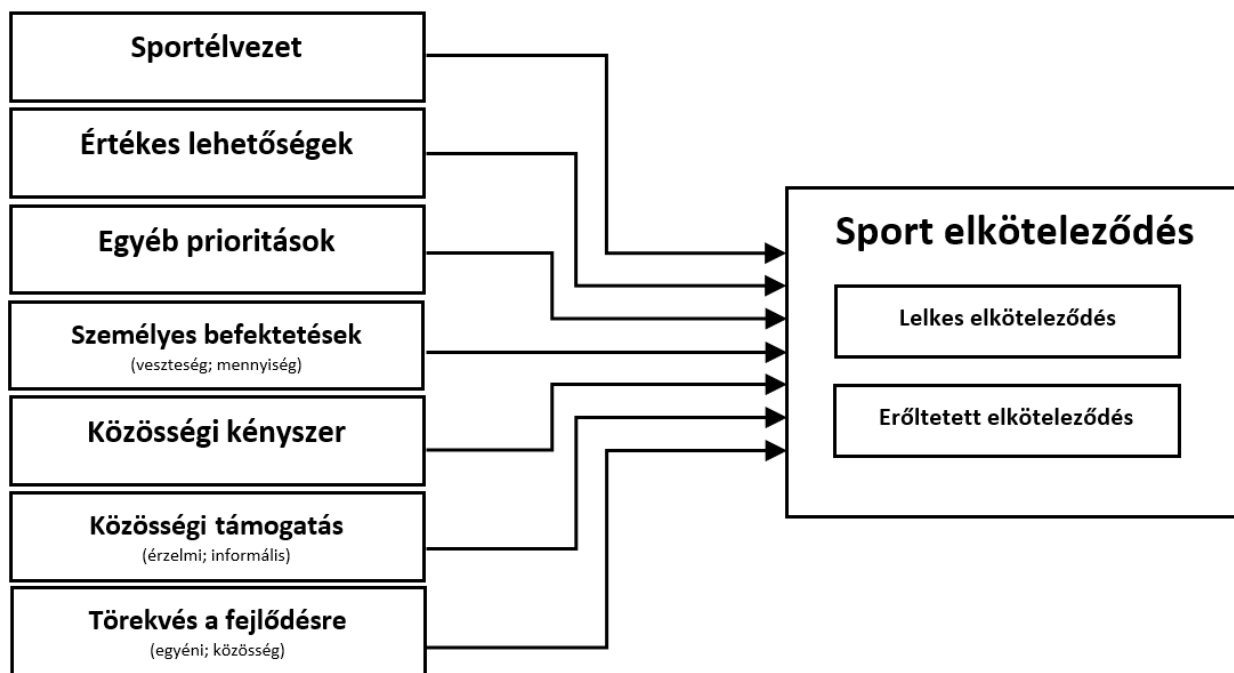 Sportélvezet
Értékes lehetőségek
Egyéb prioritások
Személyes befektetések
(veszteség; mennyiség)
Közösségi kényszer
Közösségi támogatás
(érzelmi; informális)
Törekvés a fejlődésre
(egyéni; közösség)
Sport elköteleződés
Lelkes elköteleződés
Erőltetett elköteleződés